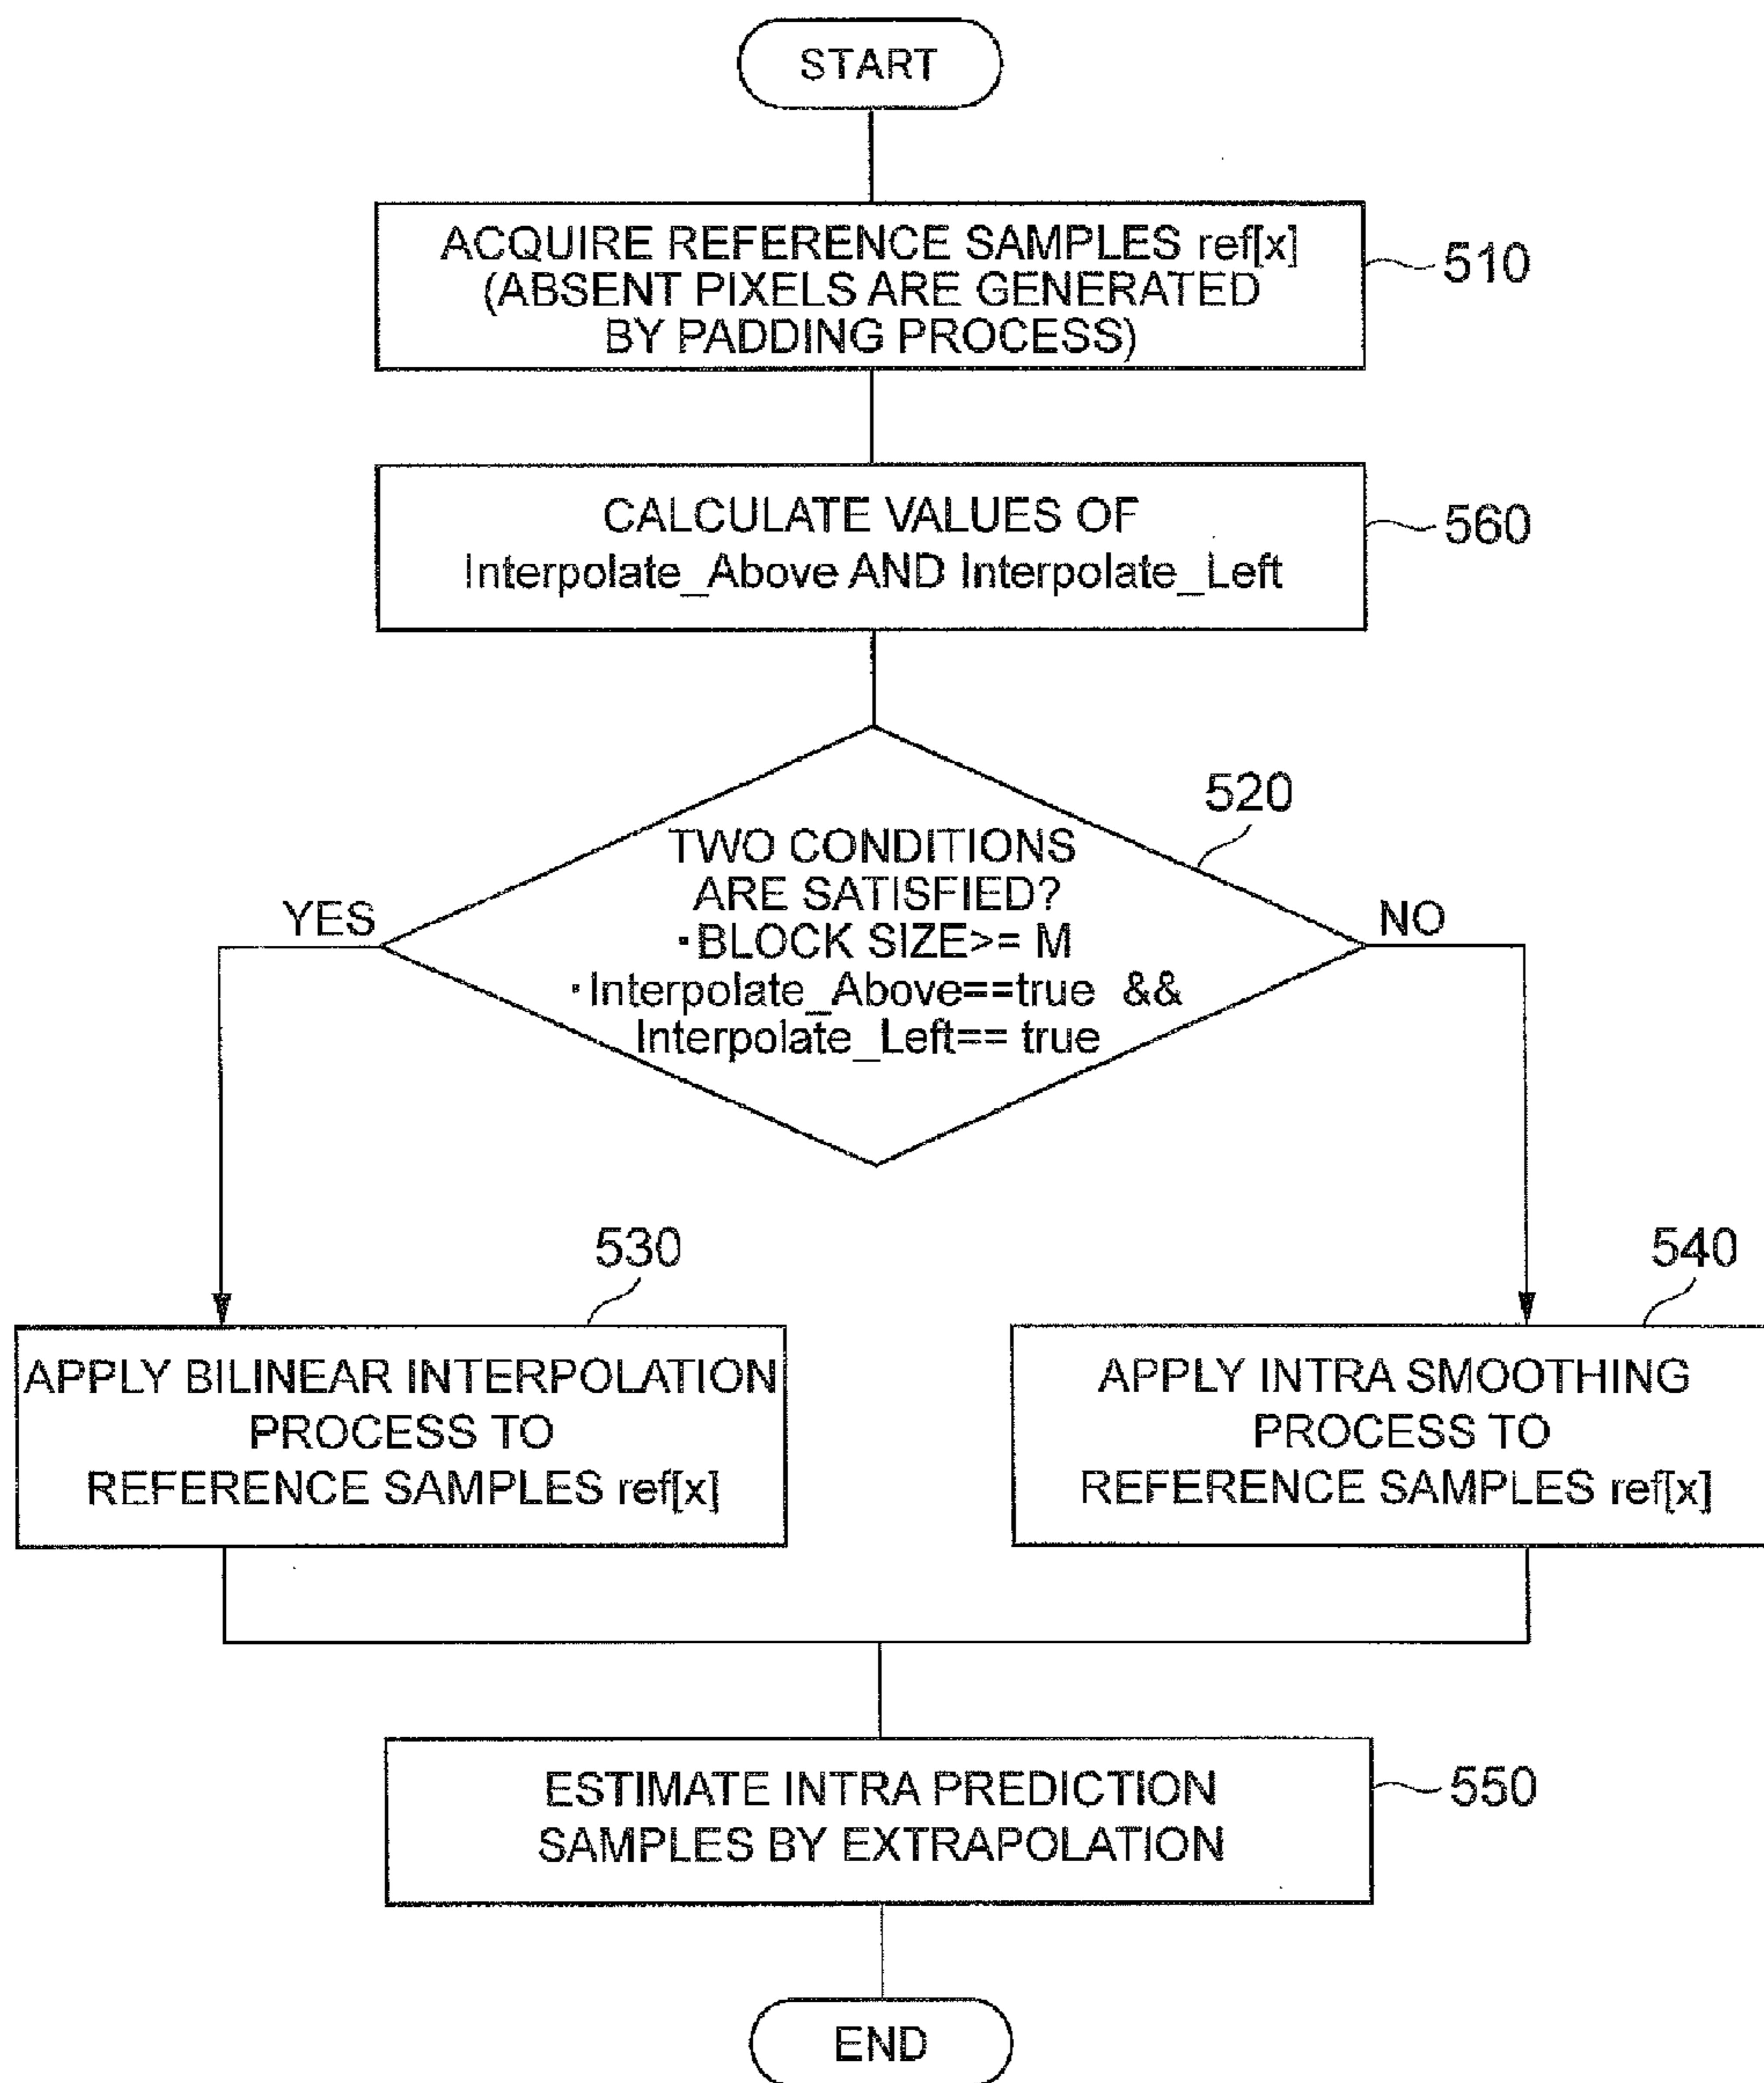 START
ACQUIRE REFERENCE SAMPLES ref[x]
(ABSENT PIXELS ARE GENERATED
BY PADDING PROCESS)
510
CALCULATE VALUES OF
Interpolate_Above AND Interpolate_Left
560
520
TWO CONDITIONS
ARE SATISFIED?
・BLOCK SIZE>= M
・Interpolate_Above==true &&
Interpolate_Left== true
YES
NO
530
540
APPLY BILINEAR INTERPOLATION
PROCESS TO
REFERENCE SAMPLES ref[x]
APPLY INTRA SMOOTHING
PROCESS TO
REFERENCE SAMPLES ref[x]
ESTIMATE INTRA PREDICTION
SAMPLES BY EXTRAPOLATION
550
END